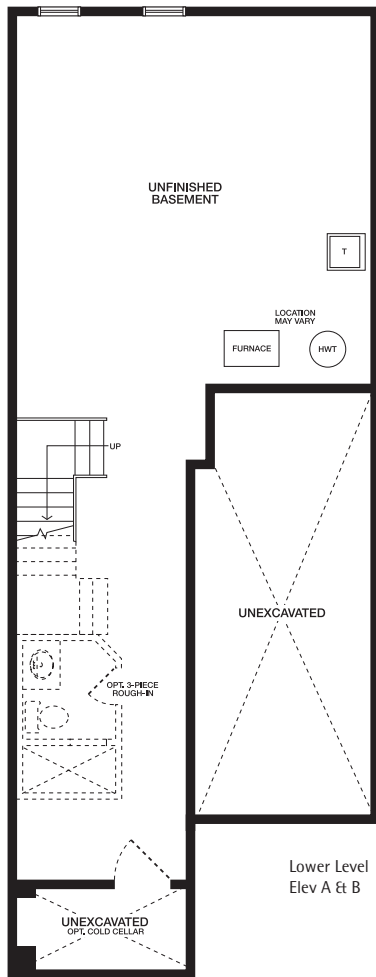 UNFINISHED
BASEMENT
T
LOCATION
MAY VARY
FURNACE
HWT
UP
UNEXCAVATED
OPT. 3-PIECE
ROUGH-IN
Lower Level
Elev A & B
UNEXCAVATED
OPT. COLD CELLAR